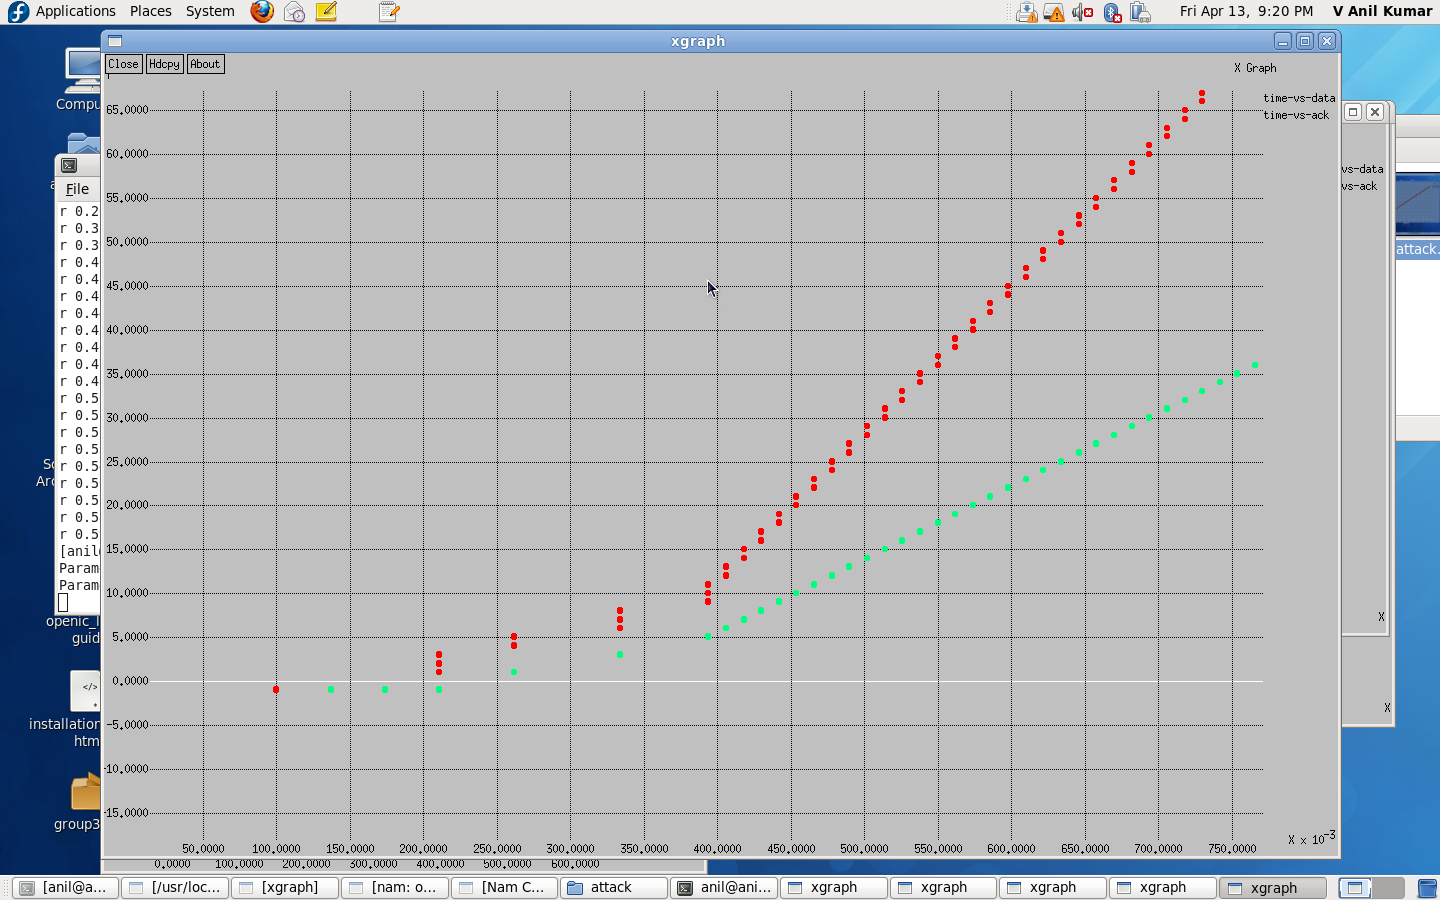 Applications Places System
Fri Apr 13, 9:20 PM V Anil Kumar
xgraph
Close Hdcpy About
X Graph
time-vs-data
time-vs-ack
65.0000
60.0000
55.0000
50.0000
45.0000
40.0000
35.0000
30.0000
25.0000
20.0000
15.0000
10.0000
5.0000
0.0000
-5.0000
-10.0000
-15.0000
50.0000 100.0000 150.0000 200.0000 250.0000 300.0000 350.0000 400.0000 450.0000 500.0000 550.0000 600.0000 650.0000 700.0000 750.0000
X x 10-3
0.0000 100.0000 200.0000 300.0000 400.0000 500.0000 600.0000
Compu
File
r 0.2
r 0.3
r 0.3
r 0.4
r 0.4
r 0.4
r 0.4
r 0.4
r 0.4
r 0.4
r 0.4
r 0.5
r 0.5
r 0.5
r 0.5
r 0.5
r 0.5
r 0.5
r 0.5
r 0.5
[anil
Param
Param
openic_l
guid
installation
htm
group3
vs-data
vs-ack
attack.
X
X
[anil@a... [/usr/loc... [xgraph] [nam: o... [Nam C... attack anil@ani... xgraph xgraph xgraph xgraph xgraph